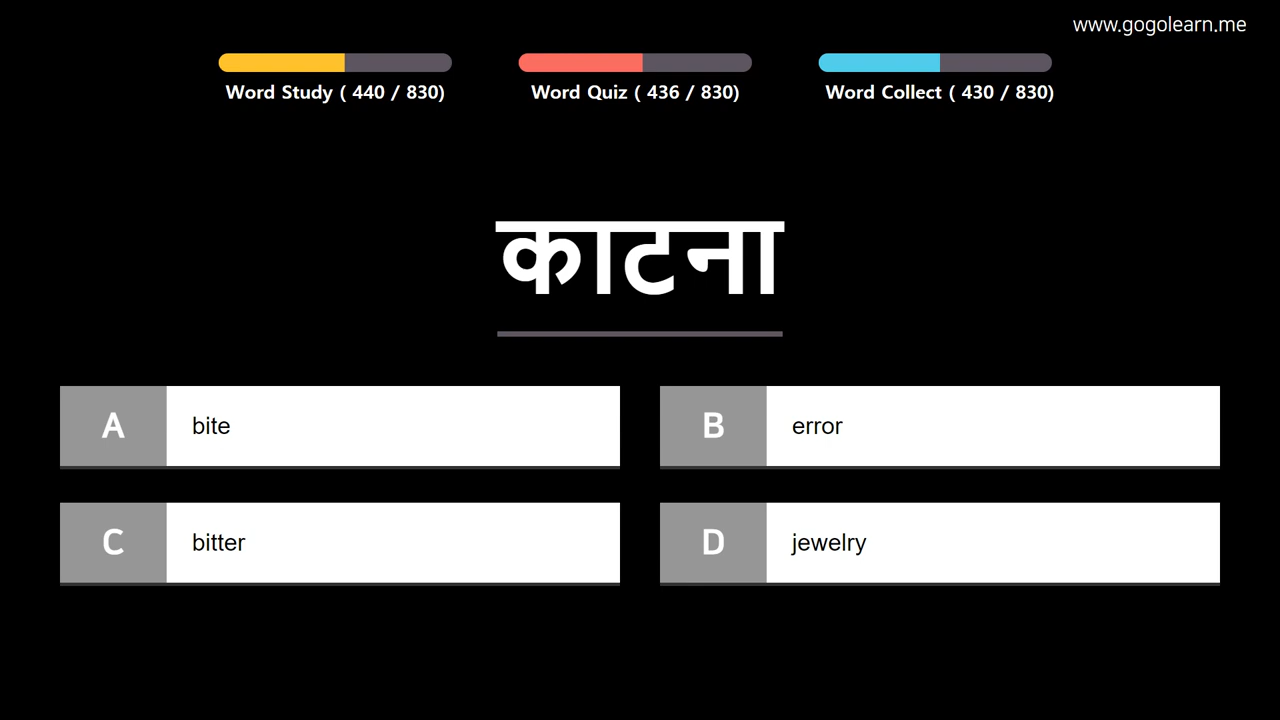 www.gogolearn.me
Word Study ( 440 / 830)
Word Quiz ( 436 / 830)
Word Collect ( 430 / 830)
काटना
A bite
B error
C bitter
D jewelry